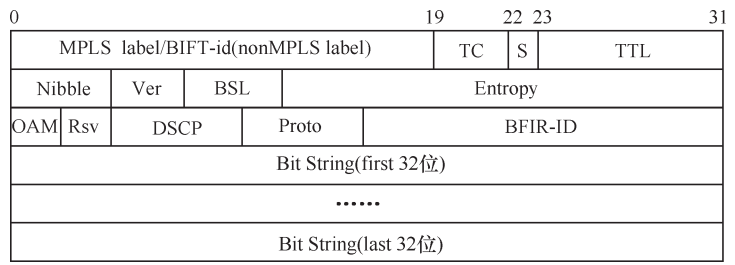 0 19 22 23 31
MPLS label/BIFT-id(nonMPLS label) TC S TTL
Nibble Ver BSL Entropy
OAM Rsv DSCP Proto BFIR-ID
Bit String(first 32位)
……
Bit String(last 32位)